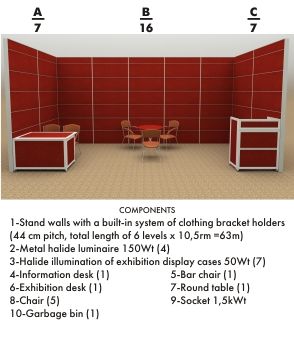 A B C
7 16 7
COMPONENTS
1-Stand walls with a built-in system of clothing bracket holders
(44 cm pitch, total length of 6 levels x 10,5rm =63m)
2-Metal halide luminaire 150Wt (4)
3-Halide illumination of exhibition display cases 50Wt (7)
4-Information desk (1) 5-Bar chair (1)
6-Exhibition desk (1) 7-Round table (1)
8-Chair (5) 9-Socket 1,5kWt
10-Garbage bin (1)